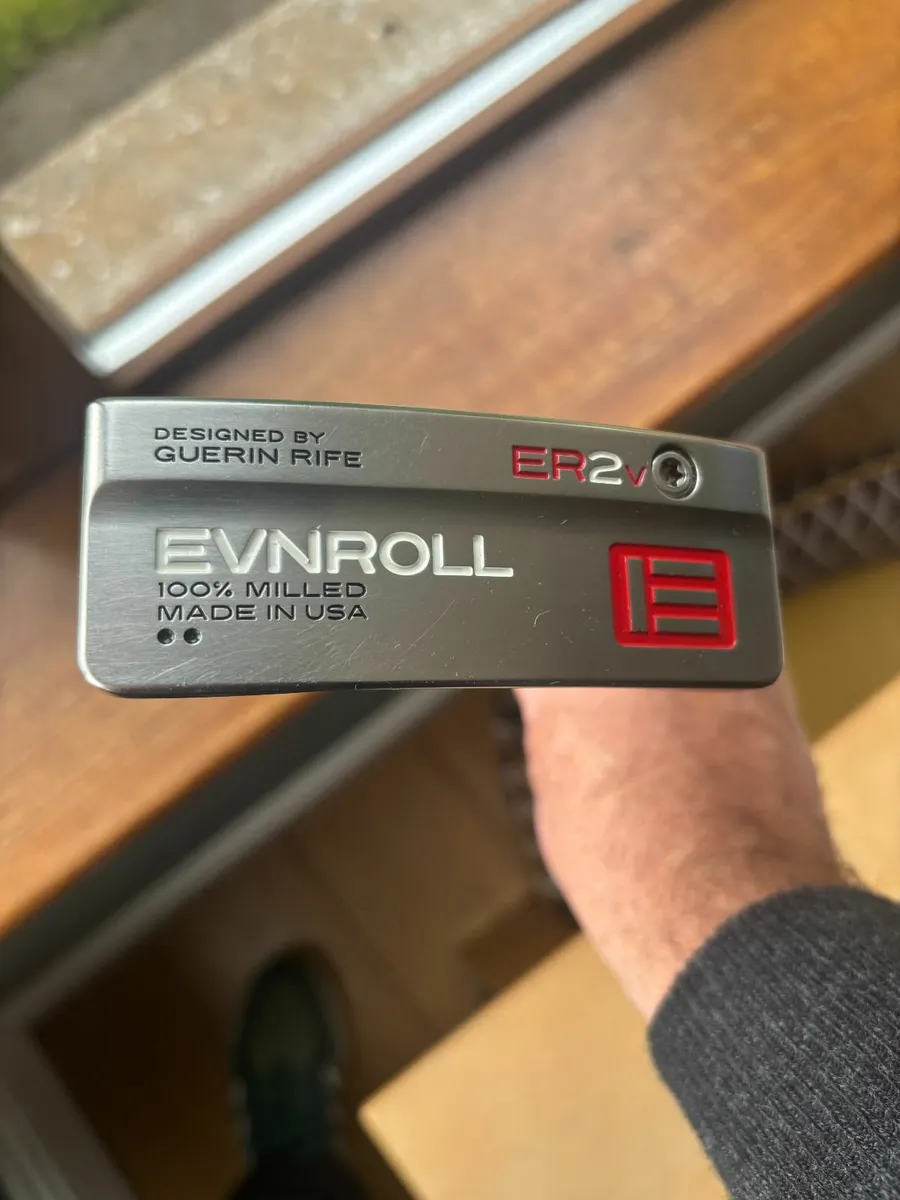 DESIGNED BY
GUERIN RIFE
ER2v
EVNROLL
100% MILLED
MADE IN USA
E